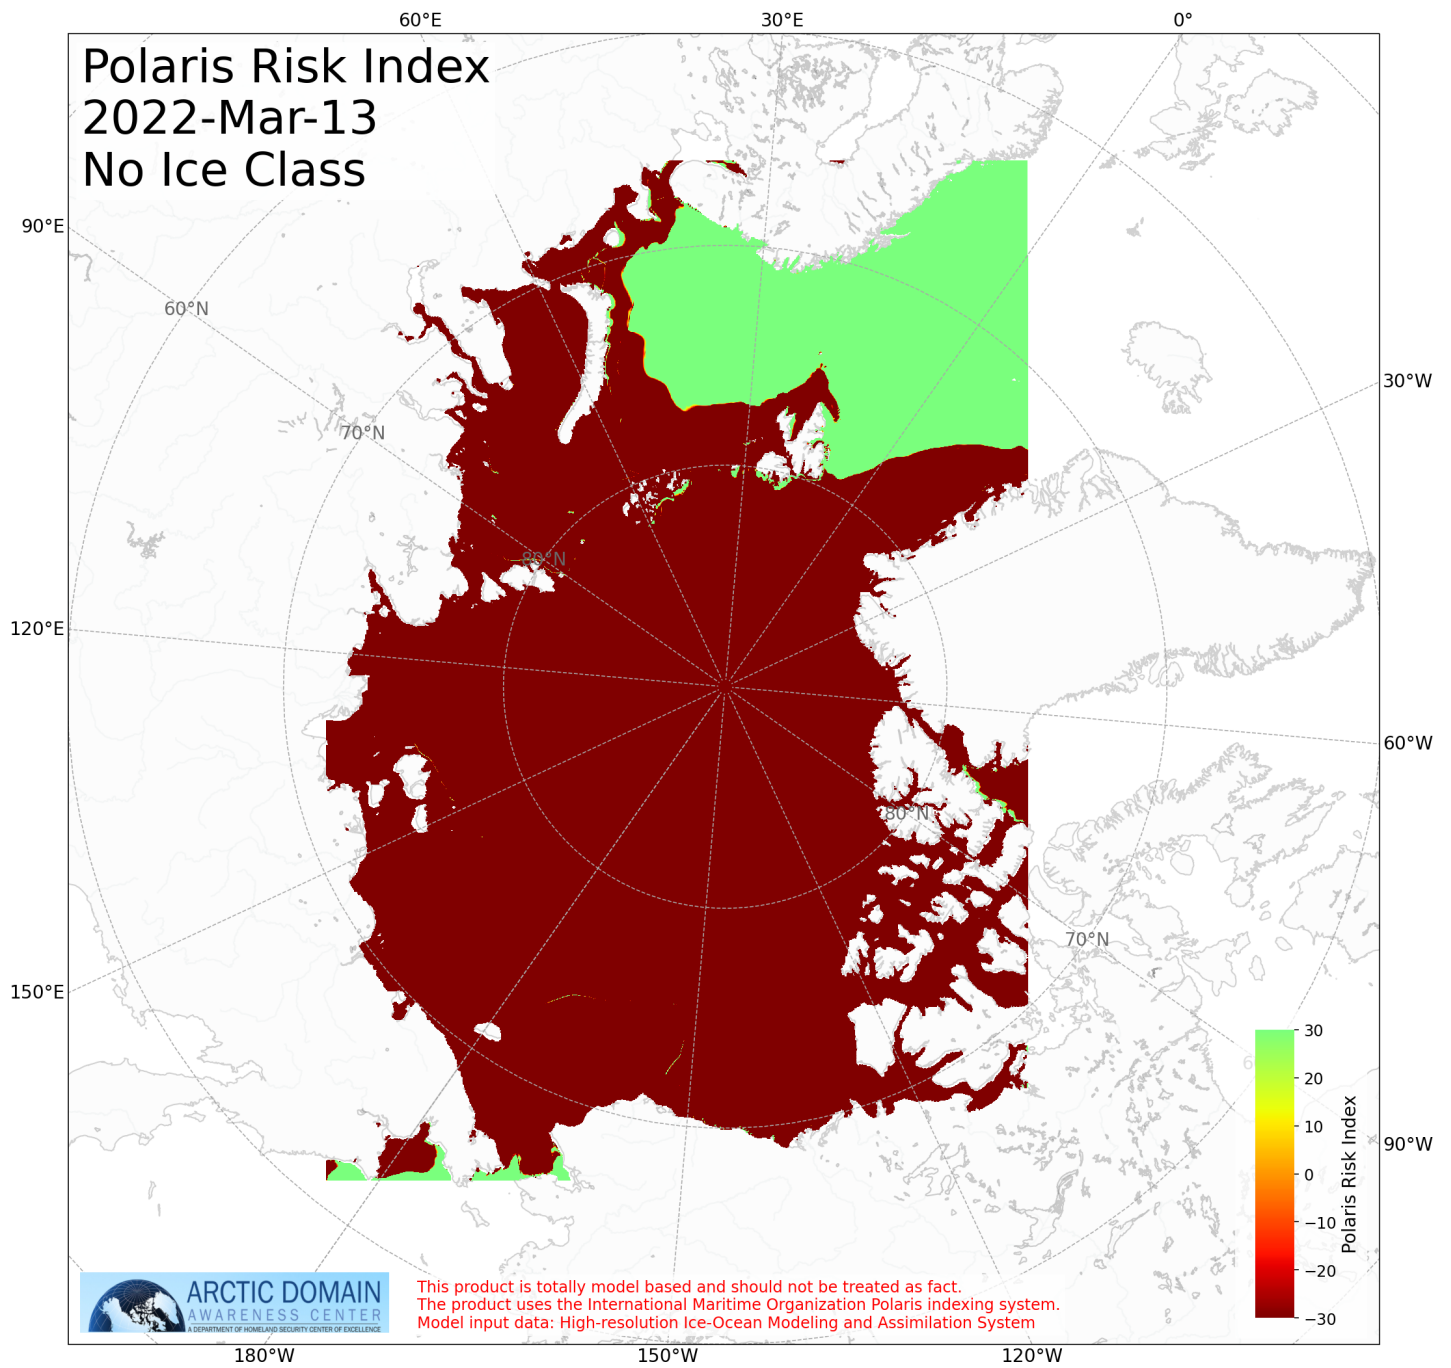 60°E 30°E 0°
Polaris Risk Index
2022-Mar-13
No Ice Class
90°E
60°N
30°W
70°N
80°N
120°E
60°W
80°N
70°N
150°E
30
20
10
0
−10
−20
−30
Polaris Risk Index
90°W
ARCTIC DOMAIN
AWARENESS CENTER
A DEPARTMENT OF HOMELAND SECURITY CENTER OF EXCELLENCE
This product is totally model based and should not be treated as fact.
The product uses the International Maritime Organization Polaris indexing system.
Model input data: High-resolution Ice-Ocean Modeling and Assimilation System
180°W 150°W 120°W